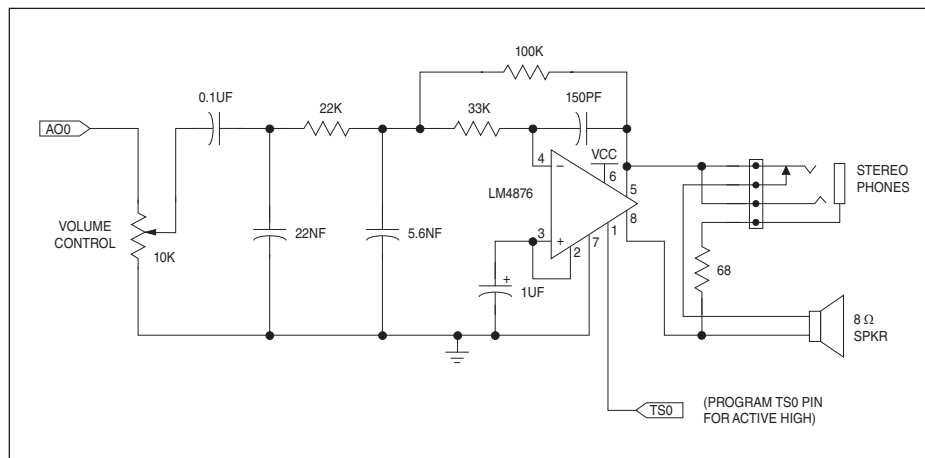 100K
0.1UF
22K
33K
150PF
AO0
VCC
4
−
6
LM4876
5
8
STEREO
PHONES
VOLUME
CONTROL
10K
22NF
5.6NF
3
+
2
7
1
68
+
1UF
8 Ω
SPKR
TS0
(PROGRAM TS0 PIN
FOR ACTIVE HIGH)